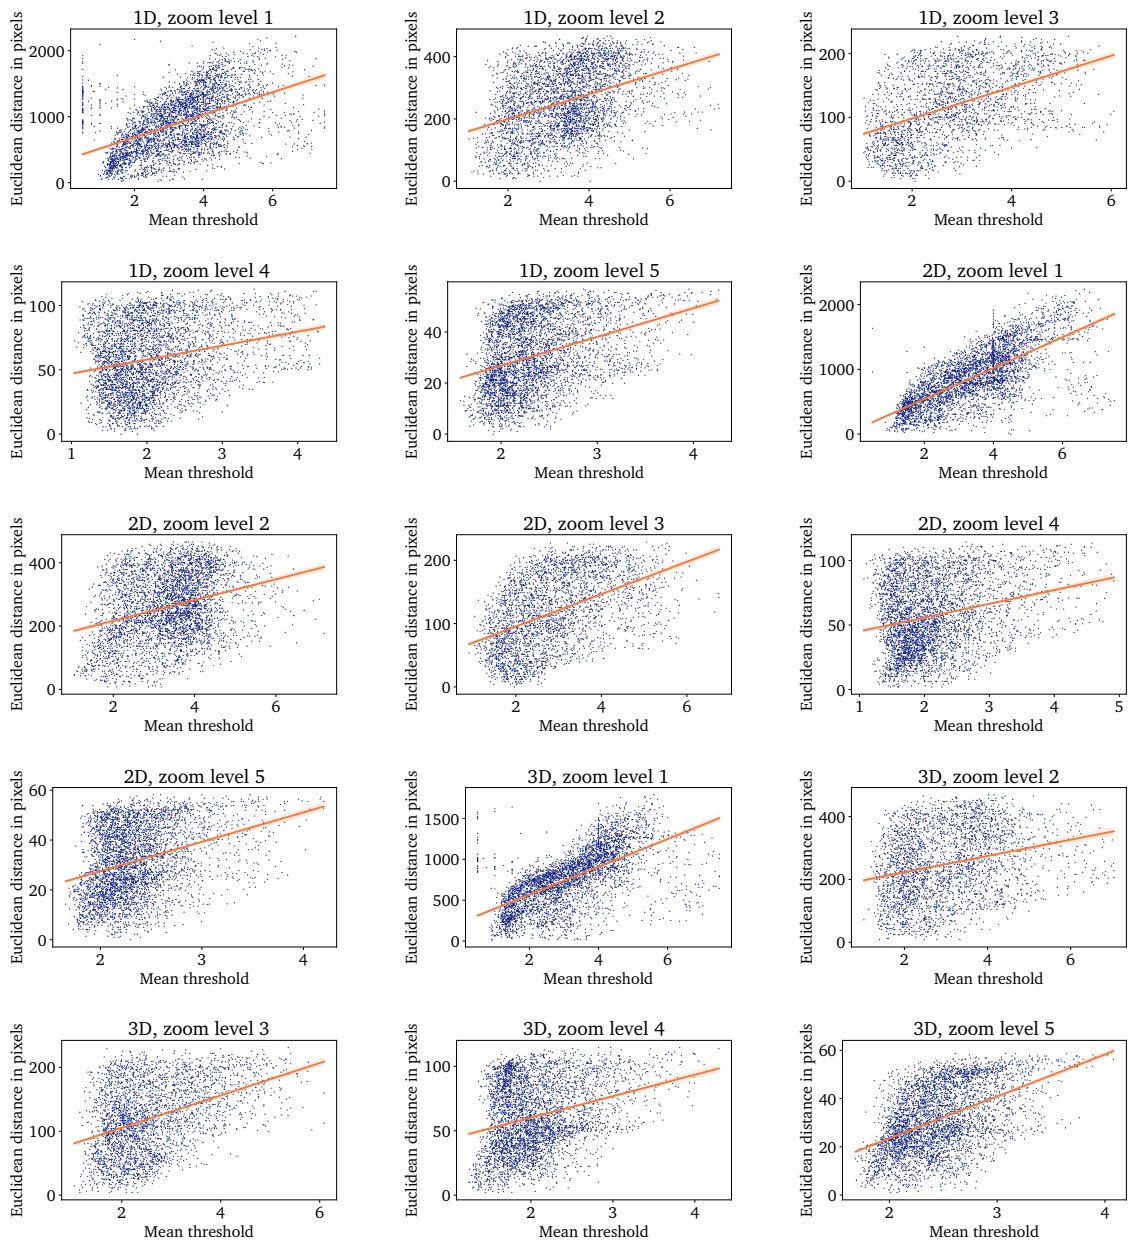 1D, zoom level 1
Euclidean distance in pixels
2000
1000
0
2 4 6
Mean threshold
1D, zoom level 2
Euclidean distance in pixels
400
200
0
2 4 6
Mean threshold
1D, zoom level 3
Euclidean distance in pixels
200
100
0
2 4 6
Mean threshold
1D, zoom level 4
Euclidean distance in pixels
100
50
0
1 2 3 4
Mean threshold
1D, zoom level 5
Euclidean distance in pixels
40
20
0
2 3 4
Mean threshold
2D, zoom level 1
Euclidean distance in pixels
2000
1000
0
2 4 6
Mean threshold
2D, zoom level 2
Euclidean distance in pixels
400
200
0
2 4 6
Mean threshold
2D, zoom level 3
Euclidean distance in pixels
200
100
0
2 4 6
Mean threshold
2D, zoom level 4
Euclidean distance in pixels
100
50
0
1 2 3 4 5
Mean threshold
2D, zoom level 5
Euclidean distance in pixels
60
40
20
0
2 3 4
Mean threshold
3D, zoom level 1
Euclidean distance in pixels
1500
1000
500
0
2 4 6
Mean threshold
3D, zoom level 2
Euclidean distance in pixels
400
200
0
2 4 6
Mean threshold
3D, zoom level 3
Euclidean distance in pixels
200
100
0
2 4 6
Mean threshold
3D, zoom level 4
Euclidean distance in pixels
100
50
0
2 3 4
Mean threshold
3D, zoom level 5
Euclidean distance in pixels
60
40
20
0
2 3 4
Mean threshold